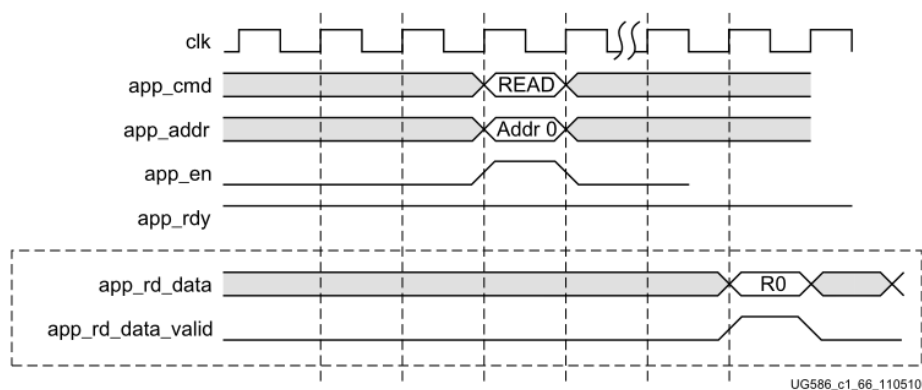 clk
app_cmd READ
app_addr Addr 0
app_en
app_rdy
app_rd_data R0
app_rd_data_valid
UG586_c1_66_110510